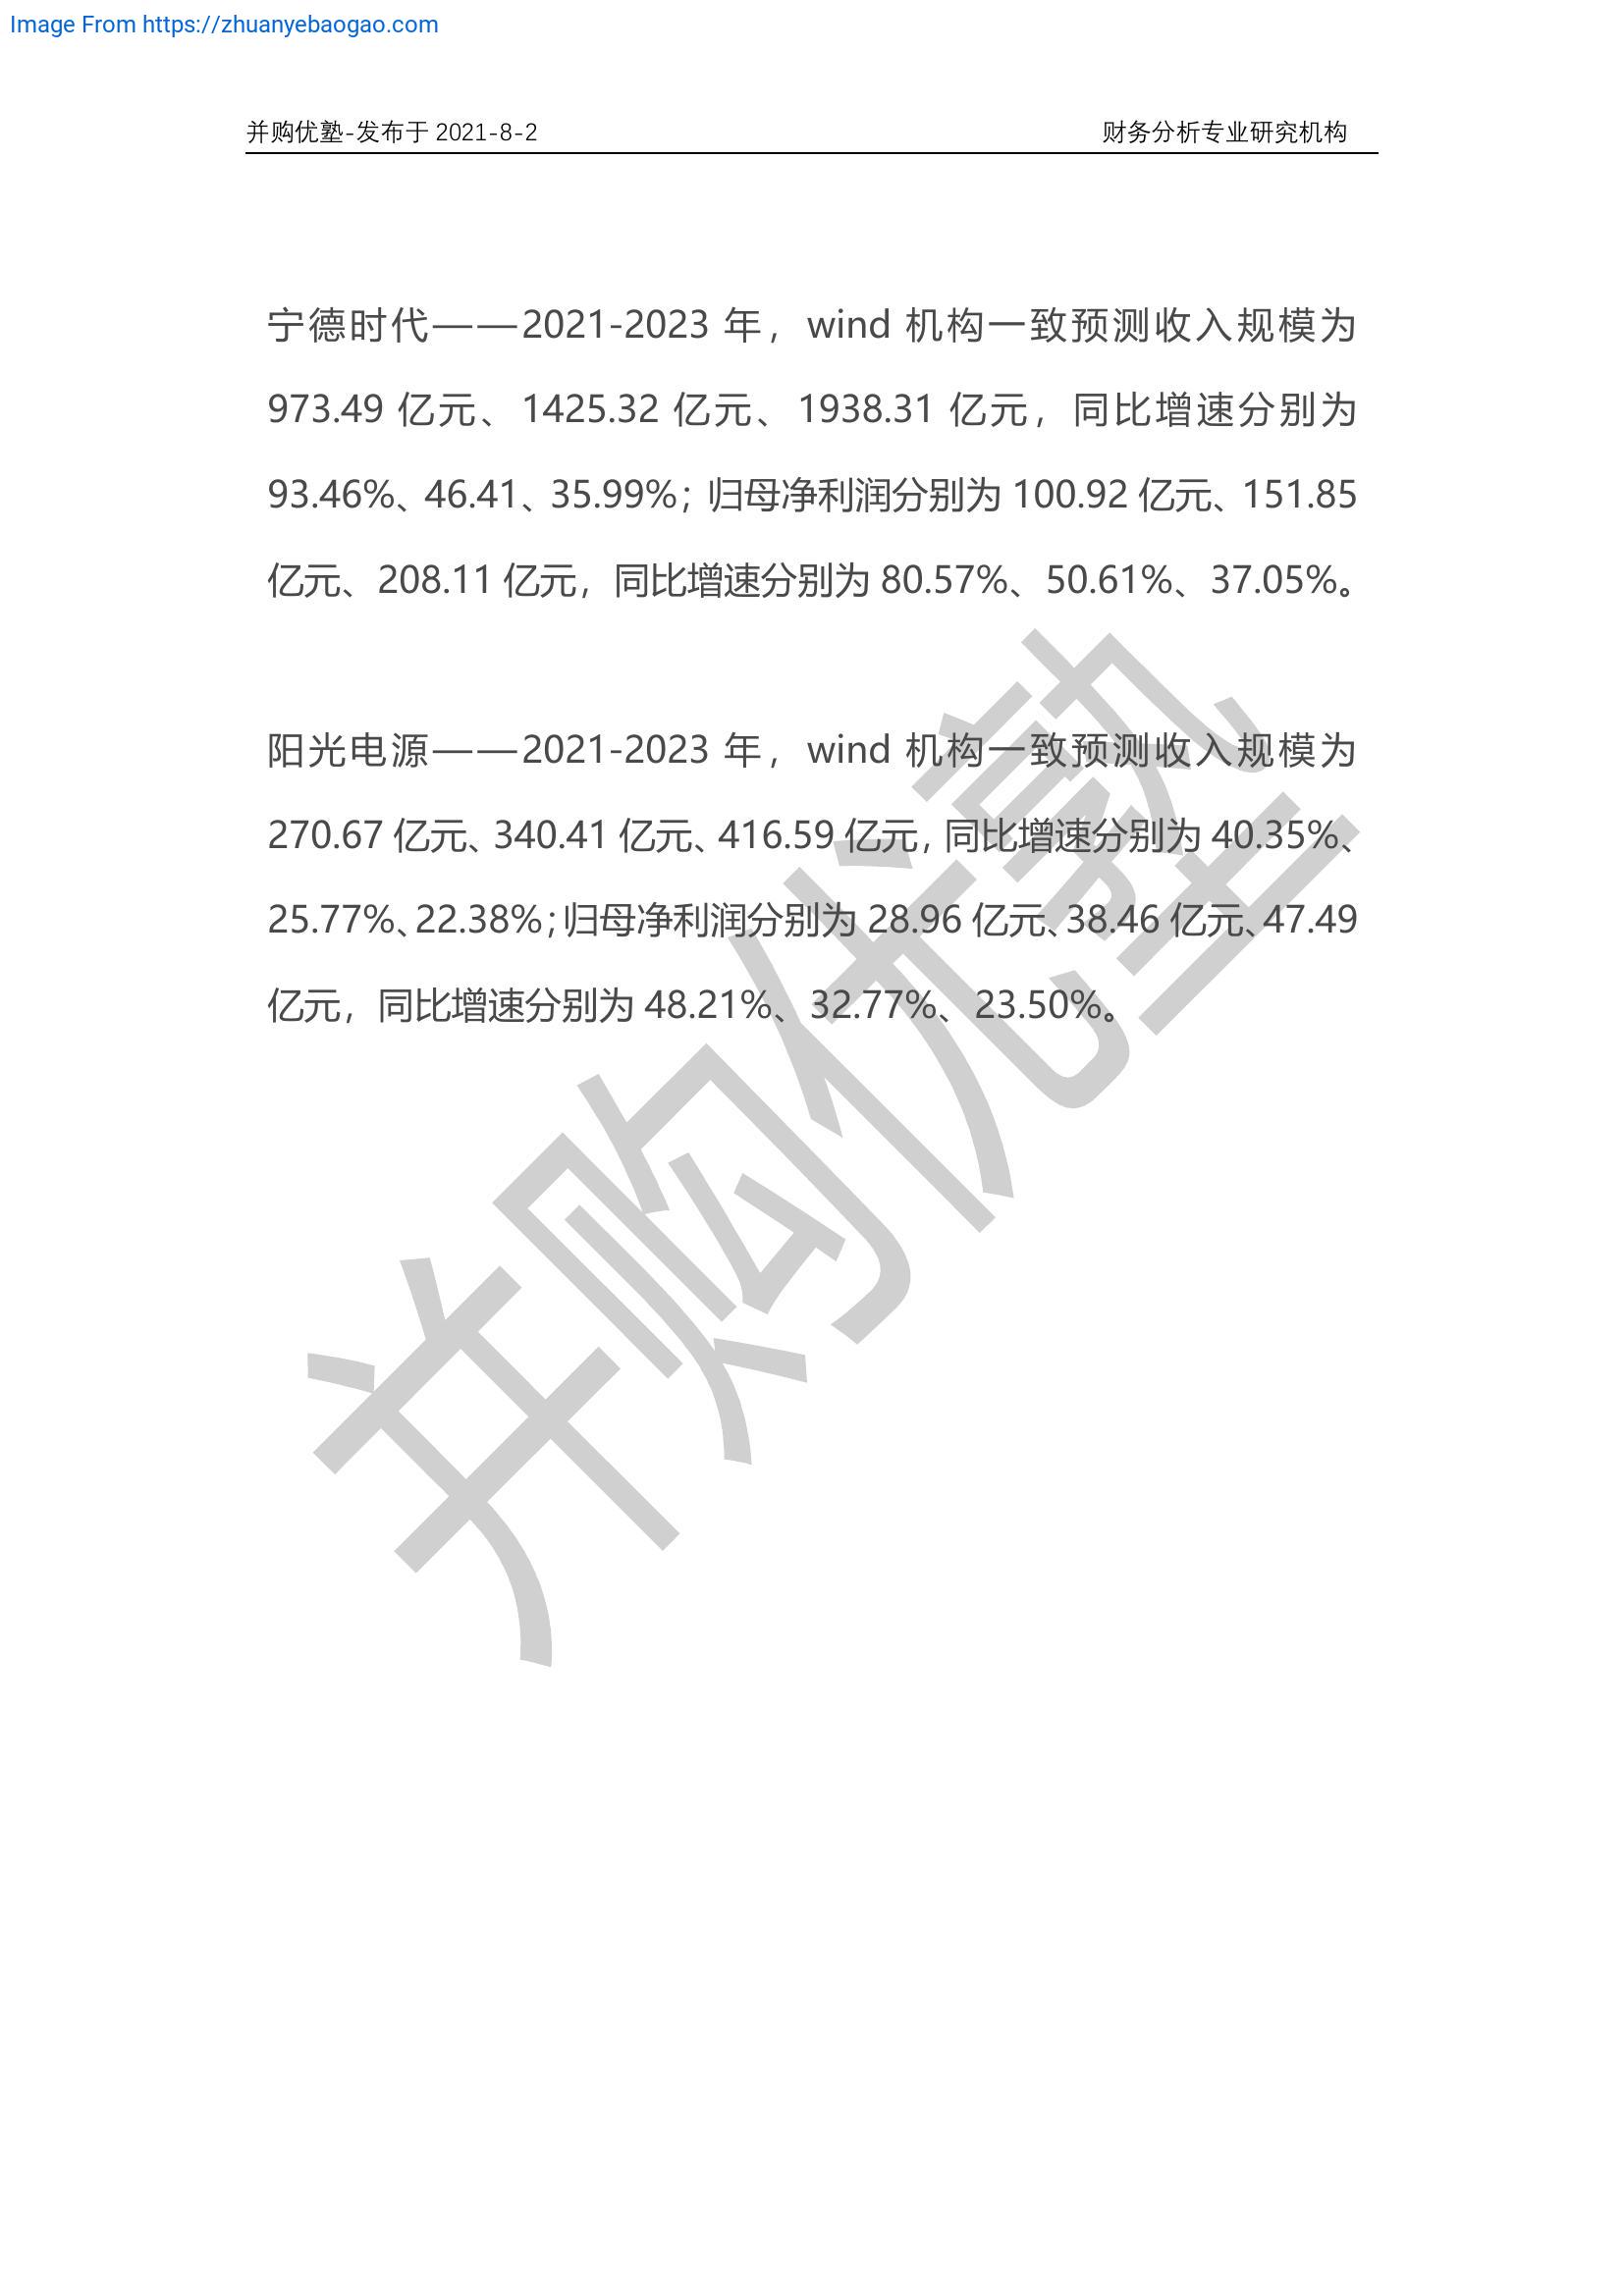 Image From https://zhuanyebaogao.com
并购优塾-发布于 2021-8-2 财务分析专业研究机构
宁德时代——2021-2023 年，wind 机构一致预测收入规模为
973.49 亿元、1425.32 亿元、1938.31 亿元，同比增速分别为
93.46%、46.41、35.99%；归母净利润分别为 100.92 亿元、151.85
亿元、208.11 亿元，同比增速分别为 80.57%、50.61%、37.05%。
阳光电源——2021-2023 年，wind 机构一致预测收入规模为
270.67 亿元、340.41 亿元、416.59 亿元，同比增速分别为 40.35%、
25.77%、22.38%；归母净利润分别为 28.96 亿元、38.46 亿元、47.49
亿元，同比增速分别为 48.21%、32.77%、23.50%。
并购优塾